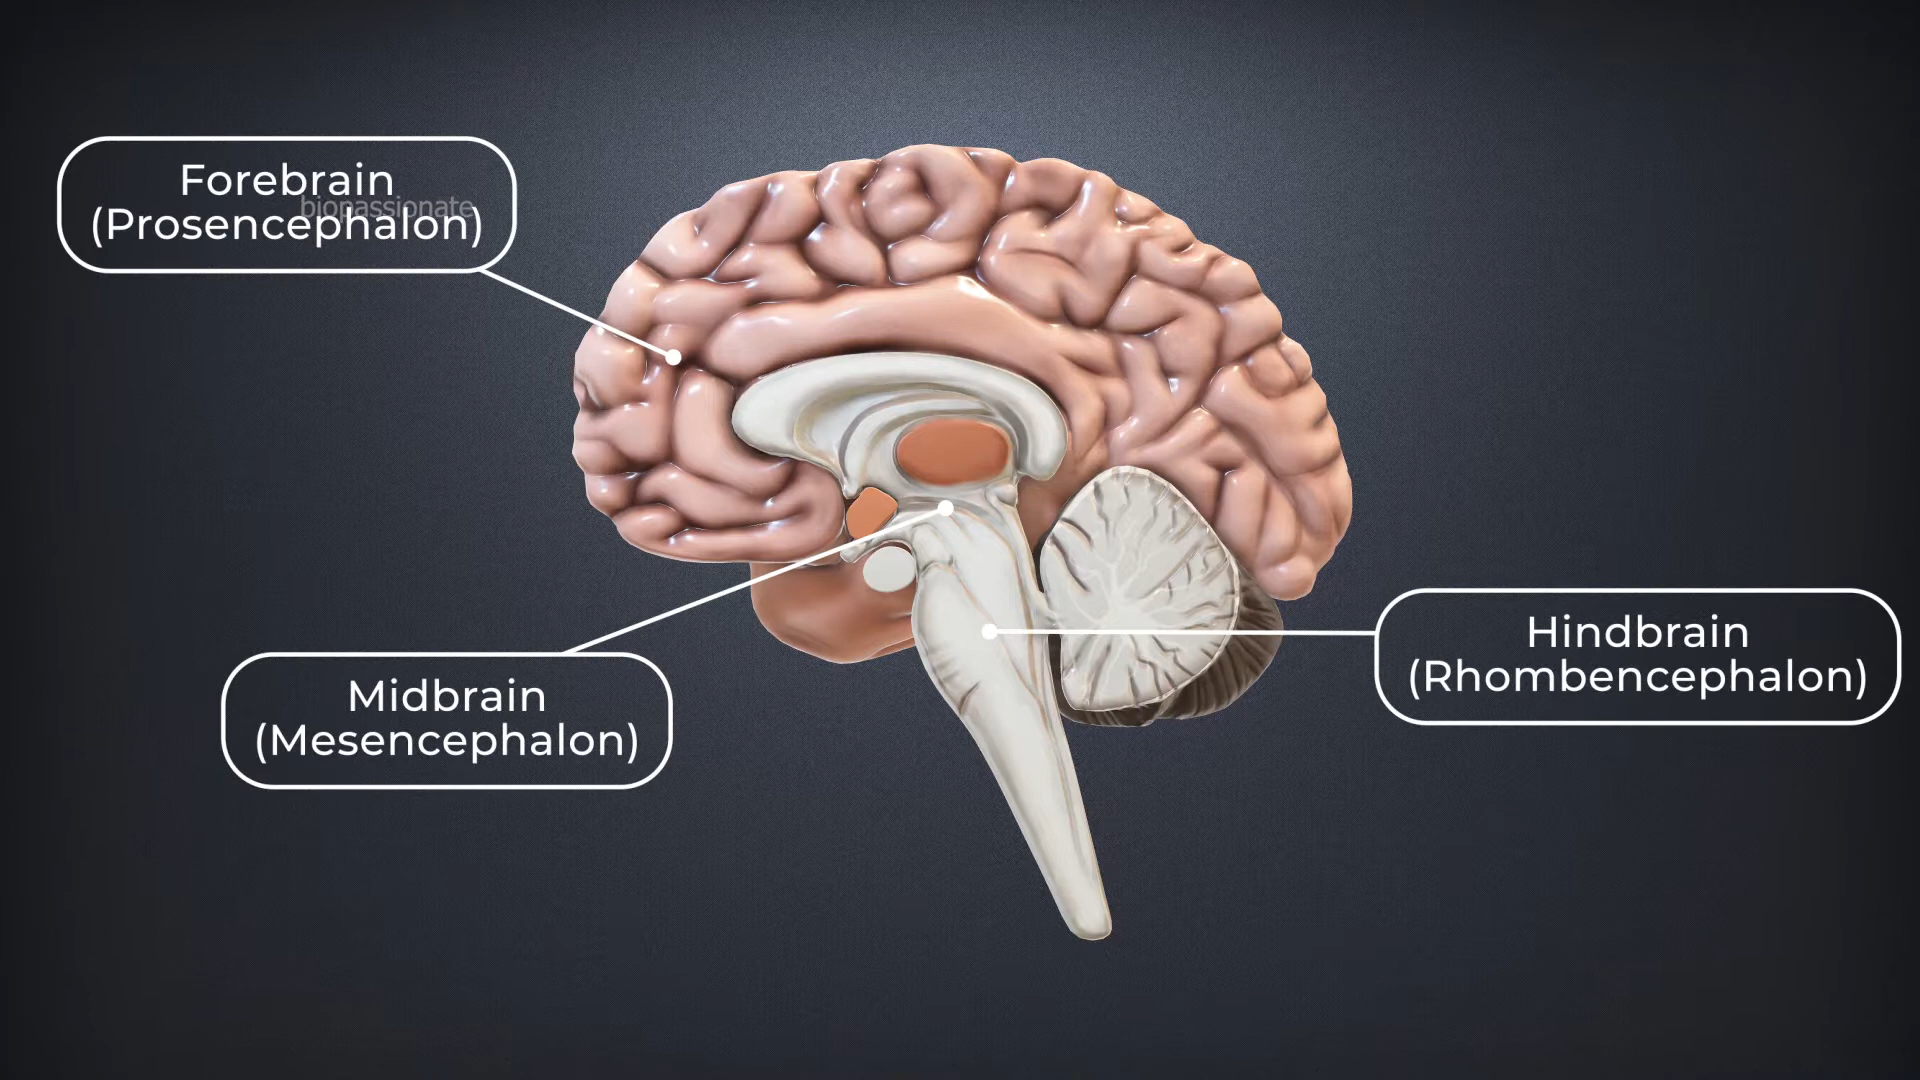 Forebrain
biopassionate
(Prosencephalon)
Midbrain
(Mesencephalon)
Hindbrain
(Rhombencephalon)